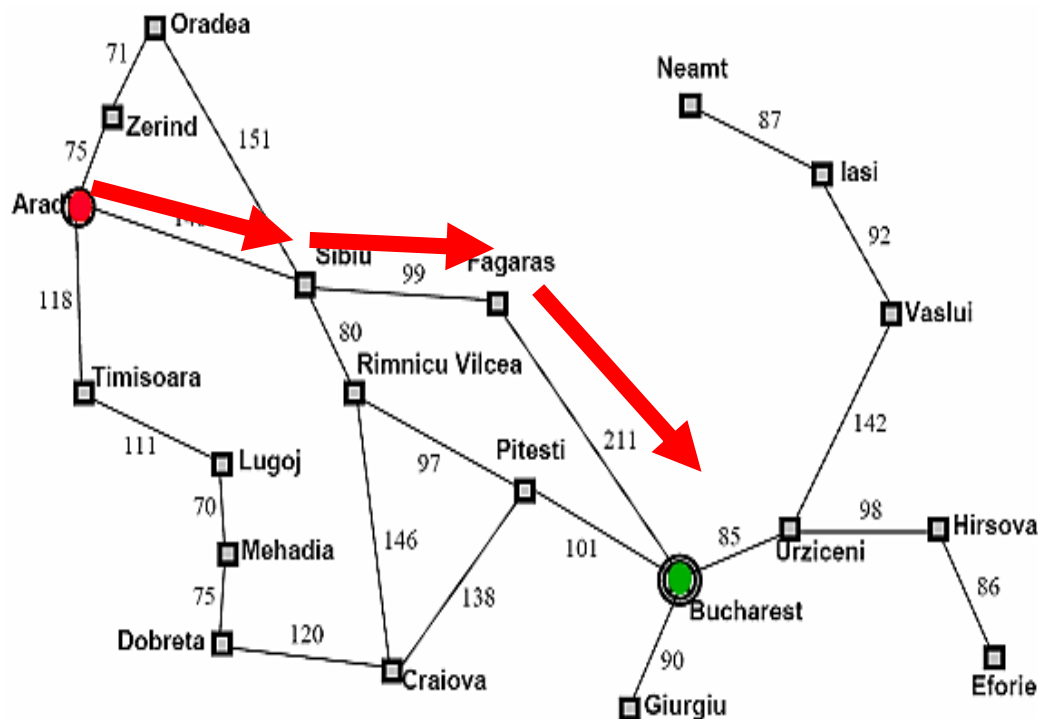 Oradea
71
Neamt
87
Zerind
151
75
Iasi
Arad
92
Sibiu
99
Fagaras
118
80
Vaslui
Rimnicu Vilcea
Timisoara
142
111
211
Pitesti
97
Lugoj
70
98
Hirsova
85
Urziceni
146
101
Mehadia
86
138
75
Bucharest
Dobreta
120
90
Craiova
Eforie
Giurgiu